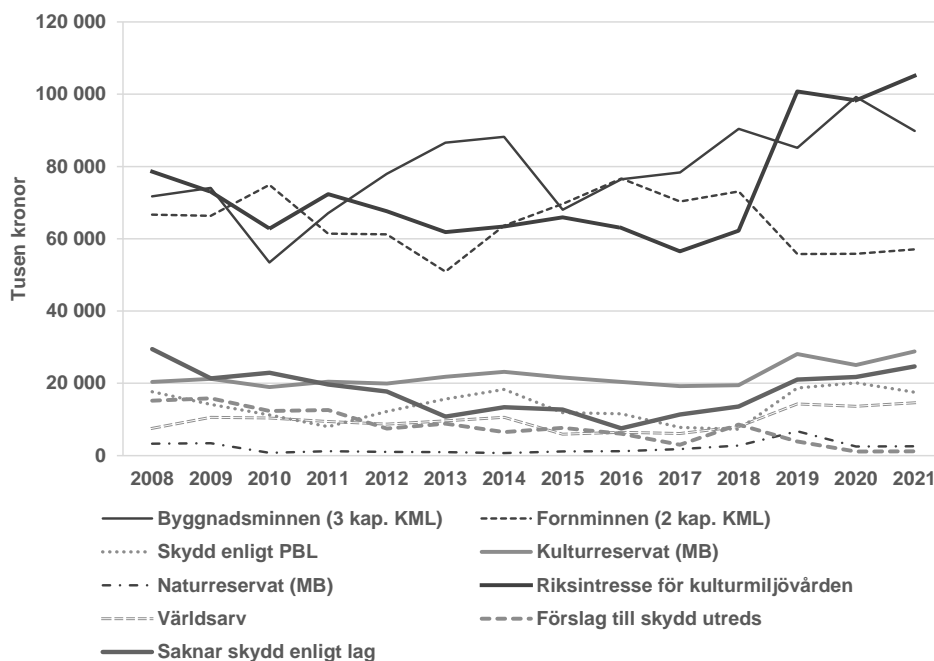 120 000
100 000
80 000
60 000
40 000
20 000
0
Tusen kronor
2008 2009 2010 2011 2012 2013 2014 2015 2016 2017 2018 2019 2020 2021
Byggnadsminnen (3 kap. KML) Fornminnen (2 kap. KML)
Skydd enligt PBL Kulturreservat (MB)
Naturreservat (MB) Riksintresse för kulturmiljövården
Världsarv Förslag till skydd utreds
Saknar skydd enligt lag